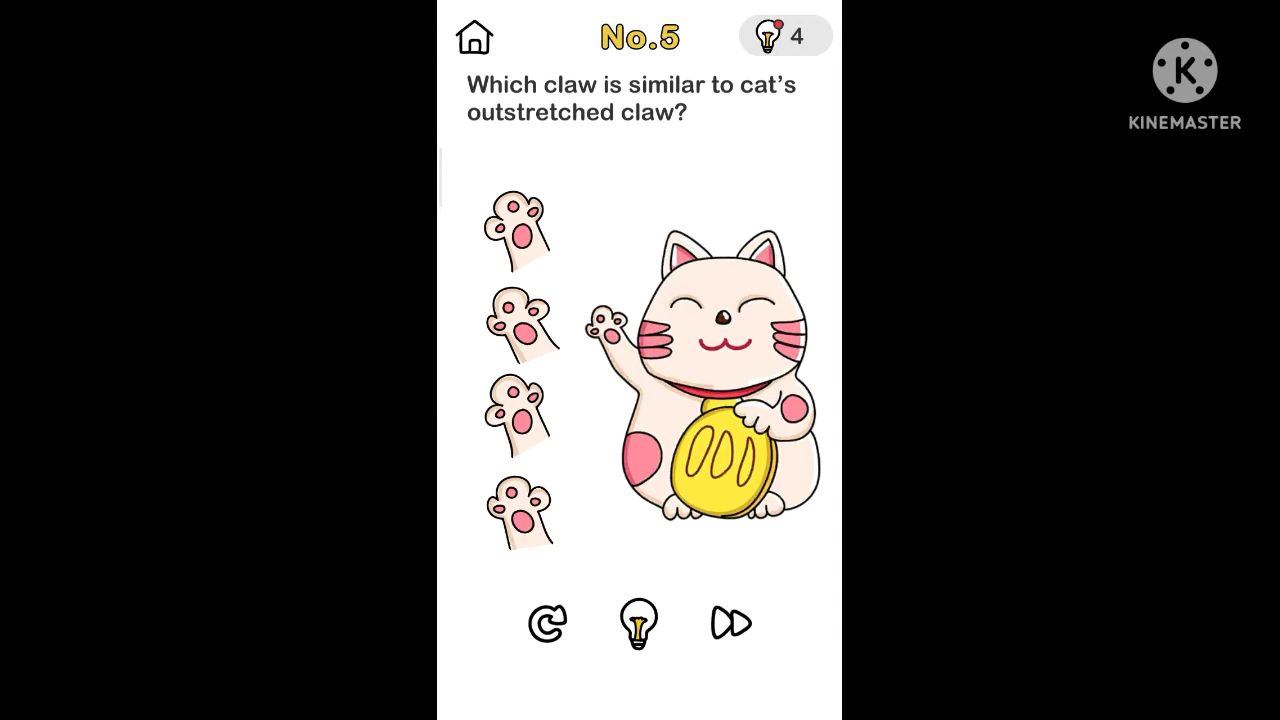 No.5
4
Which claw is similar to cat's
outstretched claw?
K
KINEMASTER